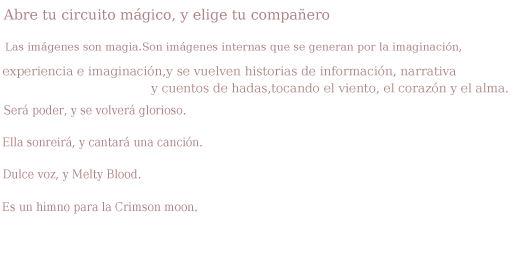 Abre tu circuito mágico, y elige tu compañero
Las imágenes son magia.Son imágenes internas que se generan por la imaginación,
experiencia e imaginación,y se vuelven historias de información, narrativa
y cuentos de hadas,tocando el viento, el corazón y el alma.
Será poder, y se volverá glorioso.
Ella sonreirá, y cantará una canción.
Dulce voz, y Melty Blood.
Es un himno para la Crimson moon.